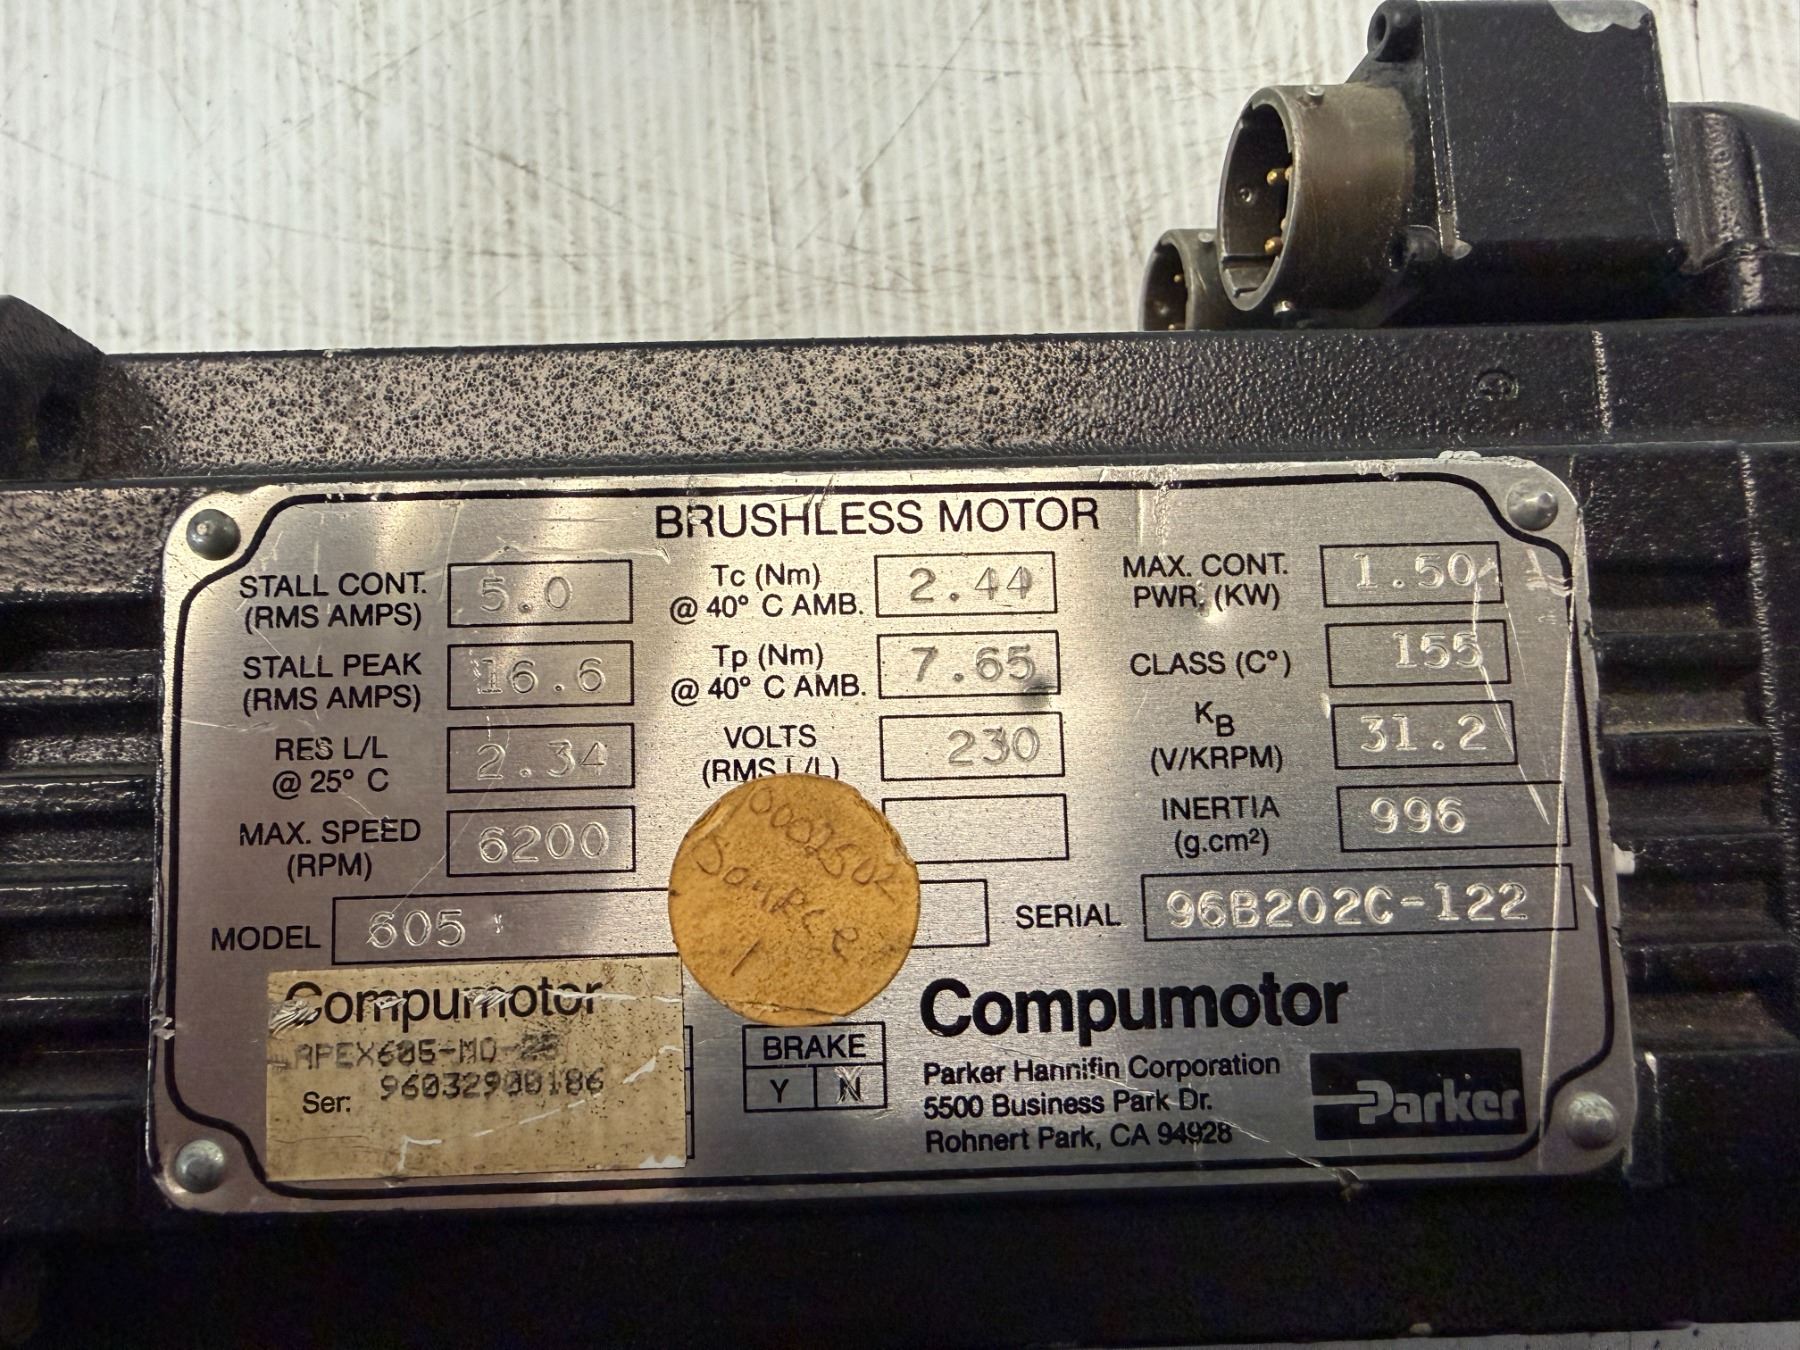 BRUSHLESS MOTOR
STALL CONT. (RMS AMPS) 5.0
Tc (Nm) @ 40° C AMB. 2.44
MAX. CONT. PWR. (KW) 1.50
STALL PEAK (RMS AMPS) 16.6
Tp (Nm) @ 40° C AMB. 7.65
CLASS (C°) 155
RES L/L @ 25° C 2.34
VOLTS (RMS L/L) 230
KB (V/KRPM) 31.2
MAX. SPEED (RPM) 6200
INERTIA (g.cm²) 996
MODEL 605
SERIAL 96B202C-122
0002502
Source
1
Compumotor
APEX605-MO-
Ser: 96032900186
BRAKE
Y N
Compumotor
Parker Hannifin Corporation
5500 Business Park Dr.
Rohnert Park, CA 94928
Parker